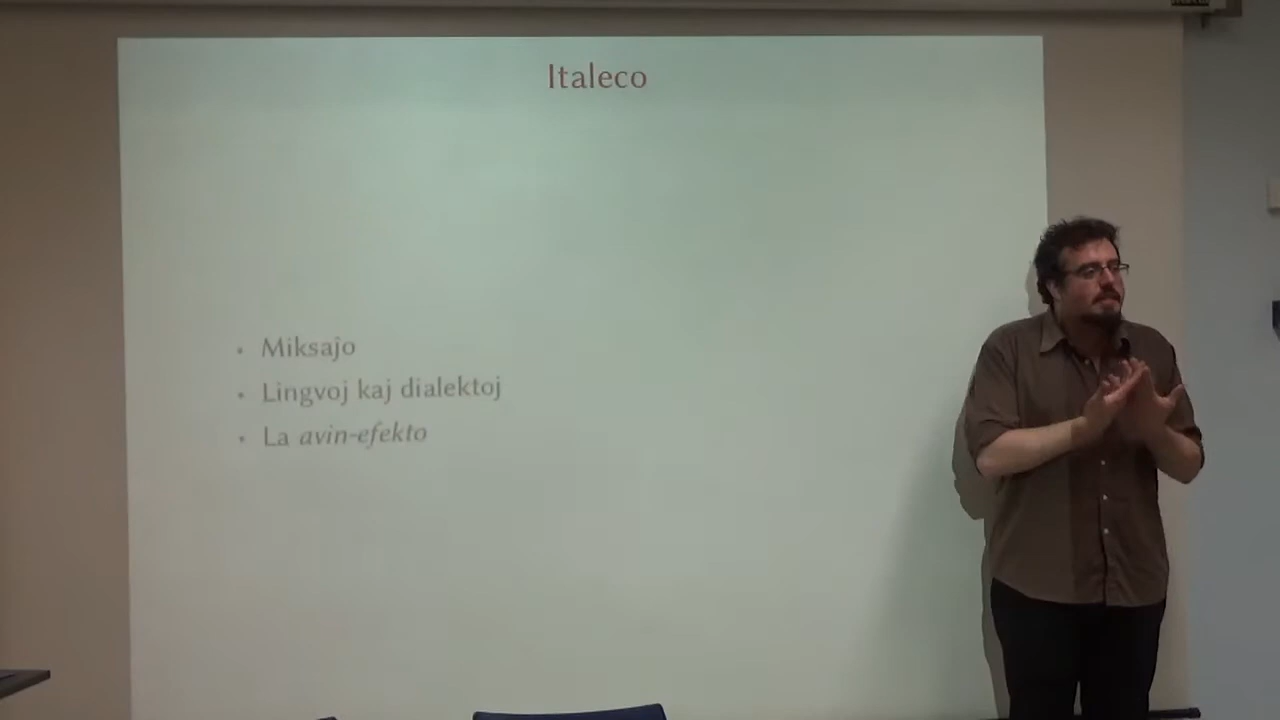 Italeco
• Miksaĵo
• Lingvoj kaj dialektoj
• La avin-efekto